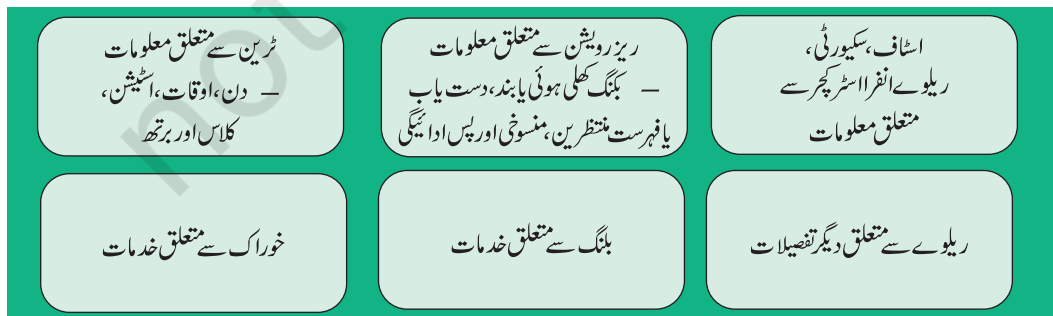 اسٹاف، سکیورٹی،
ریلوے انفرااسٹرکچر سے
متعلق معلومات
ریزرویشن سے متعلق معلومات
– بکنگ کھلی ہوئی یا بند، دست یاب
یا فہرست منتظرین، منسوخی اور پس ادائیگی
ٹرین سے متعلق معلومات
– دن، اوقات، اسٹیشن،
کلاس اور برتھ
ریلوے سے متعلق دیگر تفصیلات
بلنگ سے متعلق خدمات
خوراک سے متعلق خدمات
not